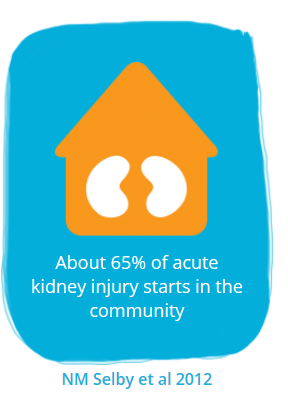 About 65% of acute
kidney injury starts in the
community
NM Selby et al 2012